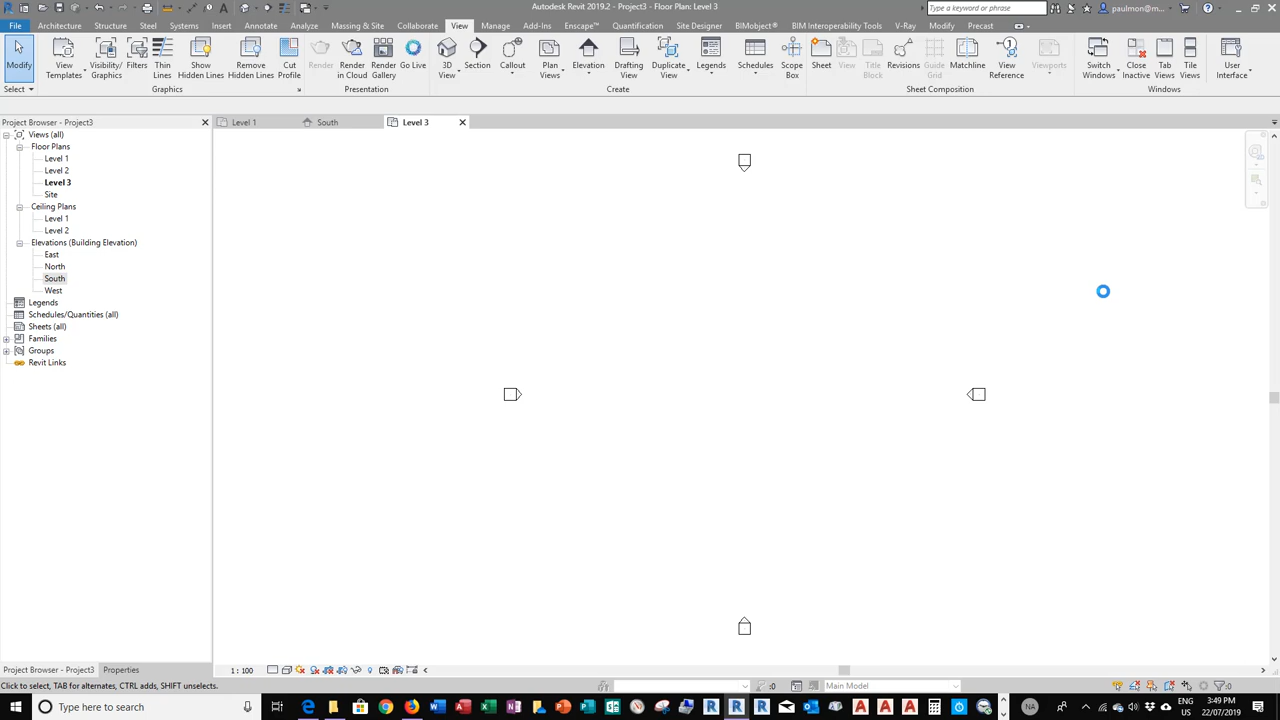 Autodesk Revit 2019.2 - Project3 - Floor Plan: Level 3
Type a keyword or phrase
paulmon@m...
File Architecture Structure Steel Systems Insert Annotate Analyze Massing & Site Collaborate View Manage Add-Ins Enscape™ Quantification Site Designer BIMobject® BIM Interoperability Tools V-Ray Modify Precast
Modify
View Templates
Visibility/ Graphics
Filters
Thin Lines
Show Hidden Lines
Remove Hidden Lines
Cut Profile
Render
Render in Cloud
Render Gallery
Go Live
3D View
Section
Callout
Plan Views
Elevation
Drafting View
Duplicate View
Legends
Schedules
Scope Box
Sheet
View
Title Block
Revisions
Guide Grid
Matchline
View Reference
Viewports
Switch Windows
Close Inactive
Tab Views
Tile Views
User Interface
Select Graphics Presentation Create Sheet Composition Windows
Project Browser - Project3
Level 1 South Level 3
Views (all)
Floor Plans
Level 1
Level 2
Level 3
Site
Ceiling Plans
Level 1
Level 2
Elevations (Building Elevation)
East
North
South
West
Legends
Schedules/Quantities (all)
Sheets (all)
Families
Groups
Revit Links
Project Browser - Project3 Properties
1 : 100
Click to select, TAB for alternates, CTRL adds, SHIFT unselects.
:0
Main Model
:0
Type here to search
NA
ENG
US
3:49 PM
22/07/2019